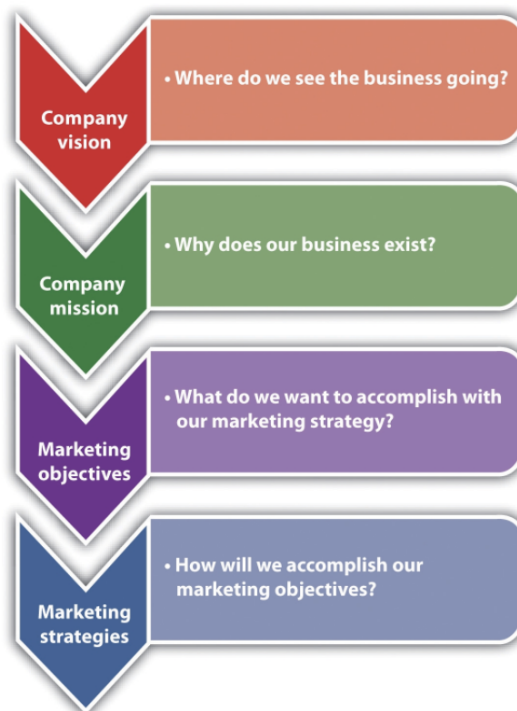 Company
vision
• Where do we see the business going?
Company
mission
• Why does our business exist?
Marketing
objectives
• What do we want to accomplish with
our marketing strategy?
Marketing
strategies
• How will we accomplish our
marketing objectives?